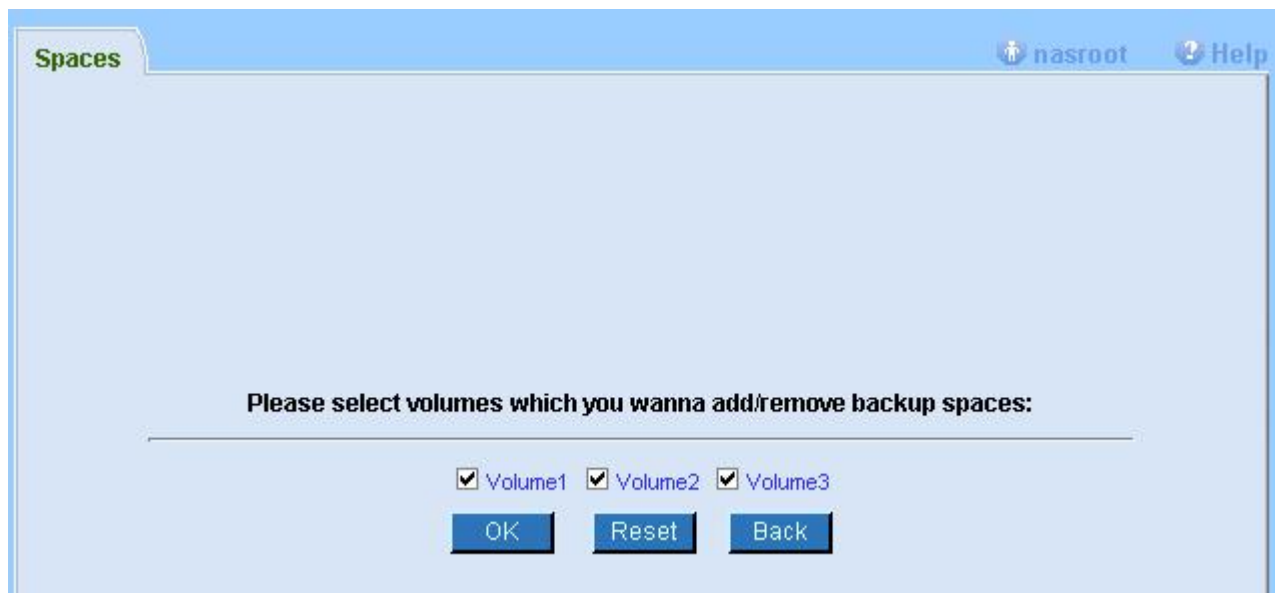 Spaces nasroot Help
Please select volumes which you wanna add/remove backup spaces:
Volume1 Volume2 Volume3
OK Reset Back